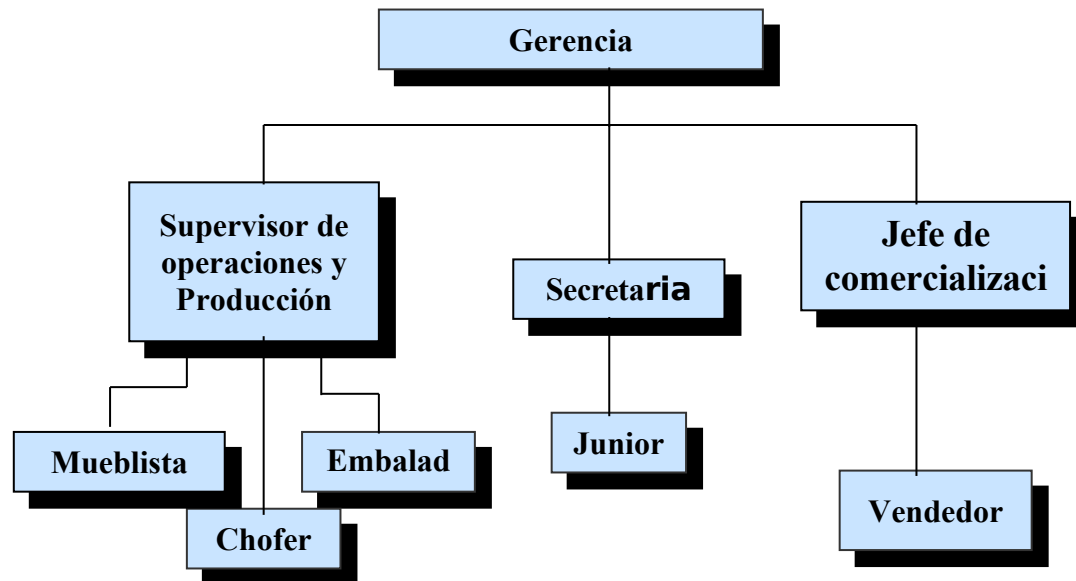 Gerencia
Supervisor de
operaciones y
Producción
Secretaria
Jefe de
comercializaci
Mueblista
Chofer
Embalad
Junior
Vendedor